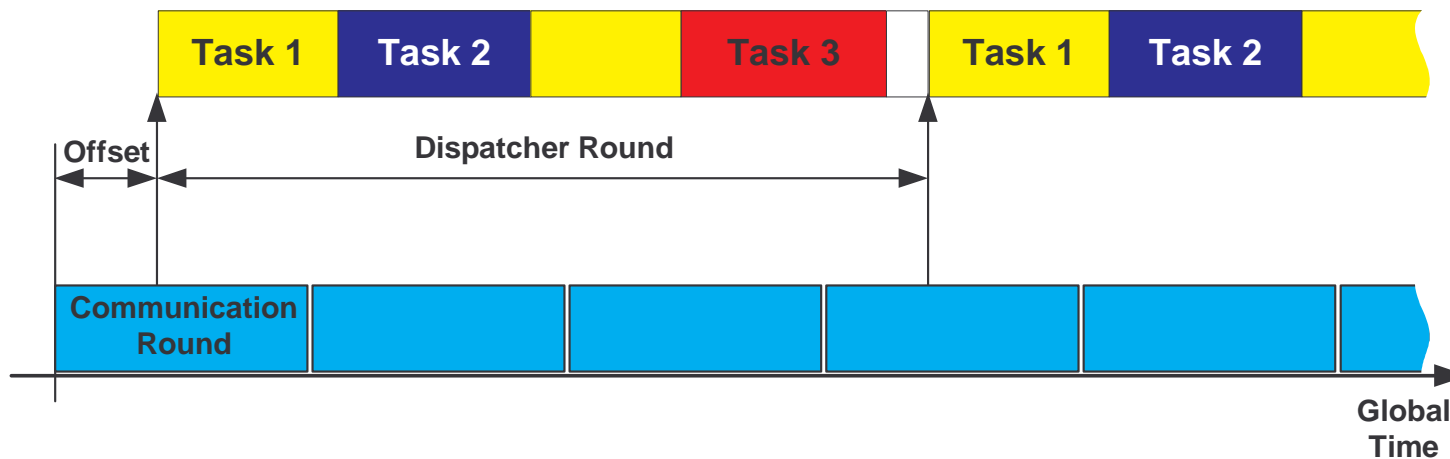 Task 1 Task 2 Task 3 Task 1 Task 2
Offset
Dispatcher Round
Communication
Round
Global
Time